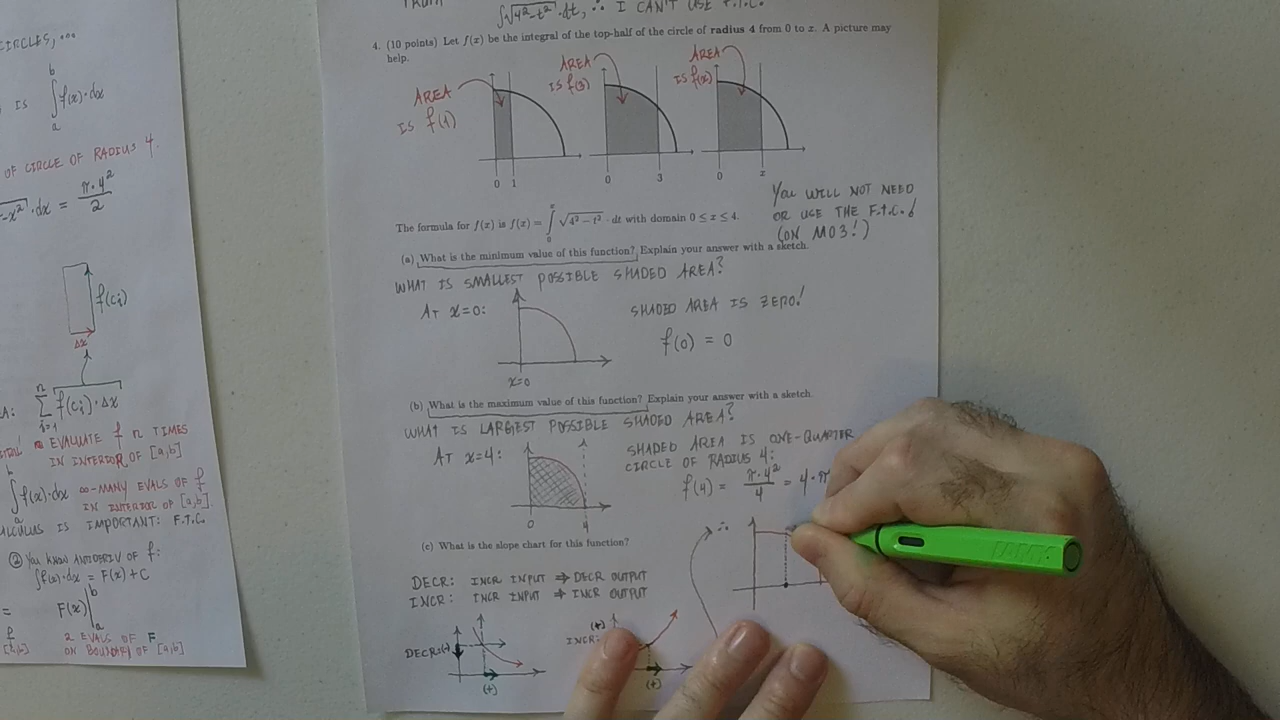 CIRCLES, ...
IS ∫ₐᵇ f(x)·dx
OF CIRCLE OF RADIUS 4.
-x² · dx = π·4²/2
f(cᵢ)
Δx
A: ∑ᵢ₌₁ⁿ f(cᵢ)·Δx
EVALUATE f n TIMES
IN INTERIOR OF [a,b]
∫ₐᵇ f(x)·dx ∞-MANY EVALS OF f
IN INTERIOR OF [a,b].
CALCULUS IS IMPORTANT: F.T.C.
② YOU KNOW ANTIDERIV OF f:
∫f(x)·dx = F(x) + C
= F(x)|ₐᵇ
2 EVALS OF F
ON BOUNDARY OF [a,b]
∫√4²-t² · dt, ∴ I CAN'T USE F.T.C.
4. (10 points) Let f(x) be the integral of the top-half of the circle of radius 4 from 0 to x. A picture may
help.
AREA
IS f(1)
0 1
AREA
IS f(3)
0 3
AREA
IS f(x)
0 x
The formula for f(x) is f(x) = ∫₀ˣ √4² − t² · dt with domain 0 ≤ x ≤ 4.
YOU WILL NOT NEED
OR USE THE F.T.C.!
(ON M03!)
(a) What is the minimum value of this function? Explain your answer with a sketch.
WHAT IS SMALLEST POSSIBLE SHADED AREA?
AT x=0:
x=0
SHADED AREA IS ZERO!
f(0) = 0
(b) What is the maximum value of this function? Explain your answer with a sketch.
WHAT IS LARGEST POSSIBLE SHADED AREA?
AT x=4:
0 4
SHADED AREA IS ONE-QUARTER
CIRCLE OF RADIUS 4:
f(4) = π·4²/4 = 4·π
(c) What is the slope chart for this function?
∴
DECR: INCR INPUT ⇒ DECR OUTPUT
INCR: INCR INPUT ⇒ INCR OUTPUT
DECR:(-)
(+)
(+)
INCR:
(+)
LAMY